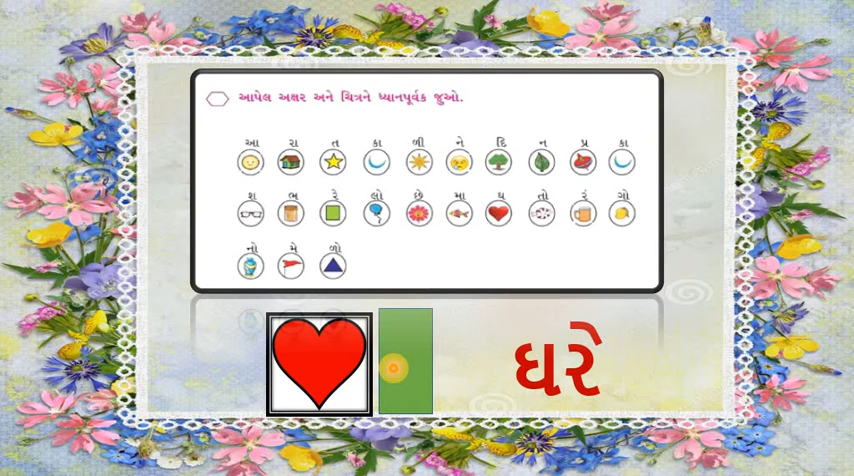 આપેલ અક્ષર અને ચિત્રને ધ્યાનપૂર્વક જુઓ.
આ રા ત કા ળી ને દિ ન પ્ર કા
શ ભ રે લો છે મા ઘ તો રં ગો
નો મે ળો
ઘરે